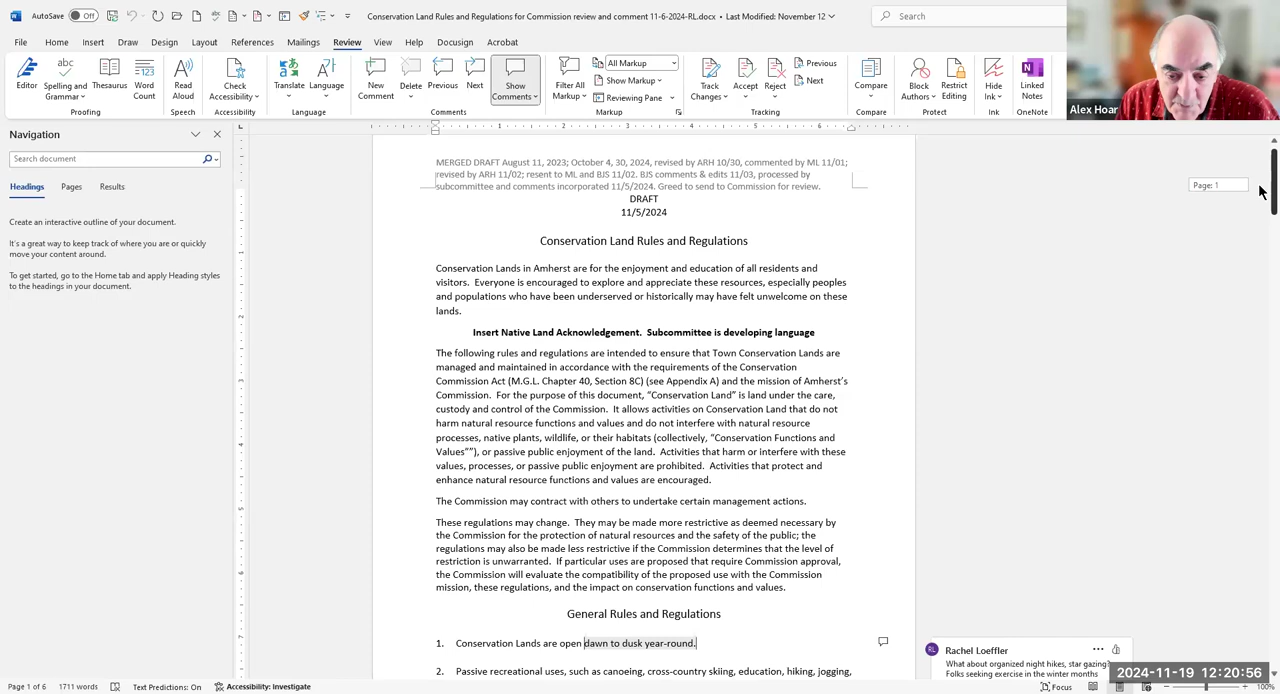 AutoSave Off
Conservation Land Rules and Regulations for Commission review and comment 11-6-2024-RL.docx • Last Modified: November 12
Search
File Home Insert Draw Design Layout References Mailings Review View Help Docusign Acrobat
Editor
Spelling and Grammar
Thesaurus
Word Count
Read Aloud
Check Accessibility
Translate
Language
New Comment
Delete
Previous
Next
Show Comments
Filter All Markup
All Markup
Show Markup
Reviewing Pane
Track Changes
Accept
Reject
Previous
Next
Compare
Block Authors
Restrict Editing
Hide Ink
Linked Notes
Proofing Speech Accessibility Language Comments Markup Tracking Compare Protect Ink OneNote
Alex Hoar
Navigation
Search document
Headings Pages Results
Create an interactive outline of your document.
It's a great way to keep track of where you are or quickly
move your content around.
To get started, go to the Home tab and apply Heading styles
to the headings in your document.
Page: 1
MERGED DRAFT August 11, 2023; October 4, 30, 2024, revised by ARH 10/30, commented by ML 11/01;
revised by ARH 11/02; resent to ML and BJS 11/02. BJS comments & edits 11/03, processed by
subcommittee and comments incorporated 11/5/2024. Greed to send to Commission for review.
DRAFT
11/5/2024
Conservation Land Rules and Regulations
Conservation Lands in Amherst are for the enjoyment and education of all residents and
visitors. Everyone is encouraged to explore and appreciate these resources, especially peoples
and populations who have been underserved or historically may have felt unwelcome on these
lands.
Insert Native Land Acknowledgement. Subcommittee is developing language
The following rules and regulations are intended to ensure that Town Conservation Lands are
managed and maintained in accordance with the requirements of the Conservation
Commission Act (M.G.L. Chapter 40, Section 8C) (see Appendix A) and the mission of Amherst's
Commission. For the purpose of this document, "Conservation Land" is land under the care,
custody and control of the Commission. It allows activities on Conservation Land that do not
harm natural resource functions and values and do not interfere with natural resource
processes, native plants, wildlife, or their habitats (collectively, "Conservation Functions and
Values""), or passive public enjoyment of the land. Activities that harm or interfere with these
values, processes, or passive public enjoyment are prohibited. Activities that protect and
enhance natural resource functions and values are encouraged.
The Commission may contract with others to undertake certain management actions.
These regulations may change. They may be made more restrictive as deemed necessary by
the Commission for the protection of natural resources and the safety of the public; the
regulations may also be made less restrictive if the Commission determines that the level of
restriction is unwarranted. If particular uses are proposed that require Commission approval,
the Commission will evaluate the compatibility of the proposed use with the Commission
mission, these regulations, and the impact on conservation functions and values.
General Rules and Regulations
1. Conservation Lands are open dawn to dusk year-round.
2. Passive recreational uses, such as canoeing, cross-country skiing, education, hiking, jogging,
RL Rachel Loeffler
What about organized night hikes, star gazing?
Folks seeking exercise in the winter months
2024-11-19 12:20:56
Page 1 of 6 1711 words Text Predictions: On Accessibility: Investigate Focus 100%